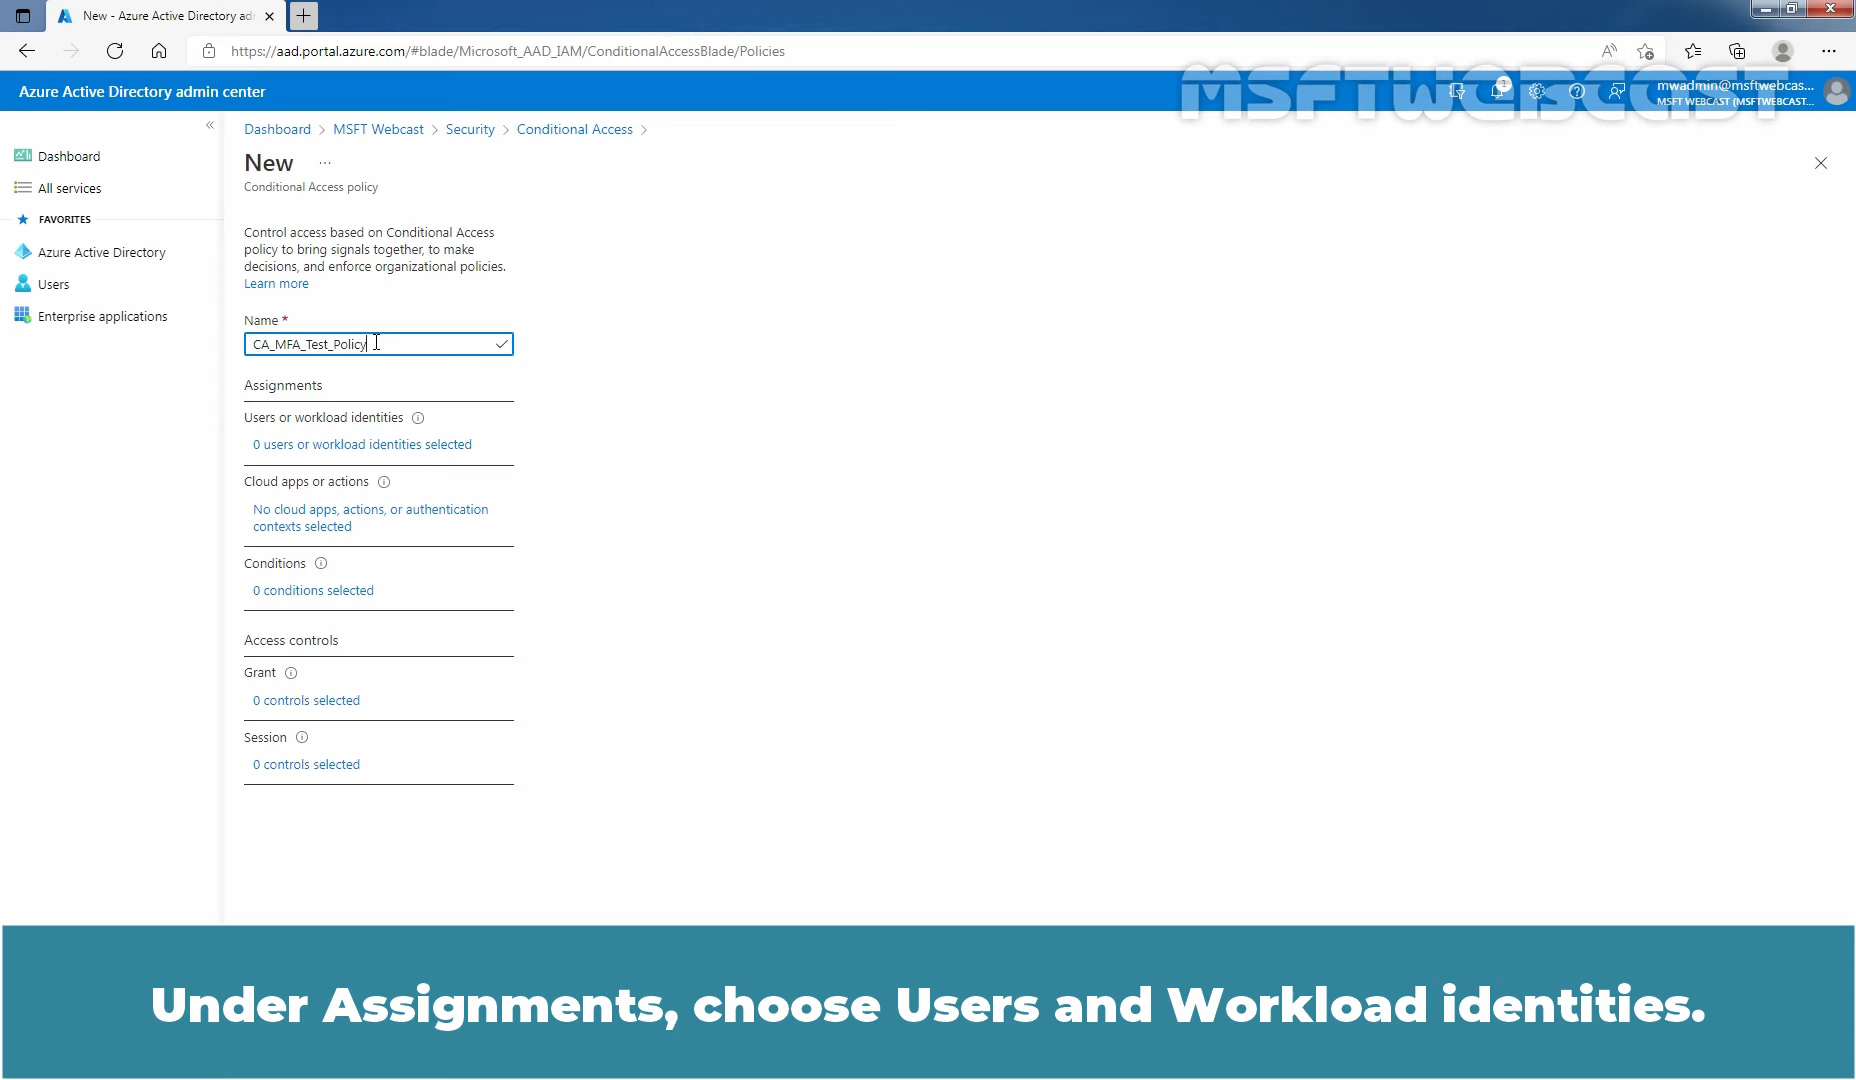 New - Azure Active Directory ad
https://aad.portal.azure.com/#blade/Microsoft_AAD_IAM/ConditionalAccessBlade/Policies
MSFTWEBCAST
Azure Active Directory admin center
1
mwadmin@msftwebcas...
MSFT WEBCAST (MSFTWEBCAST...
Dashboard > MSFT Webcast > Security > Conditional Access >
Dashboard
All services
FAVORITES
Azure Active Directory
Users
Enterprise applications
New ...
Conditional Access policy
Control access based on Conditional Access
policy to bring signals together, to make
decisions, and enforce organizational policies.
Learn more
Name *
CA_MFA_Test_Policy
Assignments
Users or workload identities
0 users or workload identities selected
Cloud apps or actions
No cloud apps, actions, or authentication
contexts selected
Conditions
0 conditions selected
Access controls
Grant
0 controls selected
Session
0 controls selected
Under Assignments, choose Users and Workload identities.